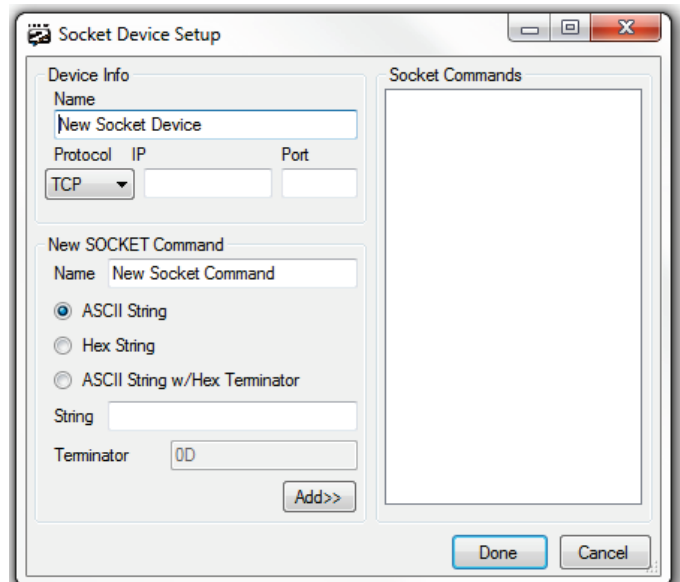 Socket Device Setup
Device Info
Name
New Socket Device
Protocol IP Port
TCP
New SOCKET Command
Name New Socket Command
ASCII String
Hex String
ASCII String w/Hex Terminator
String
Terminator 0D
Add>>
Socket Commands
Done Cancel